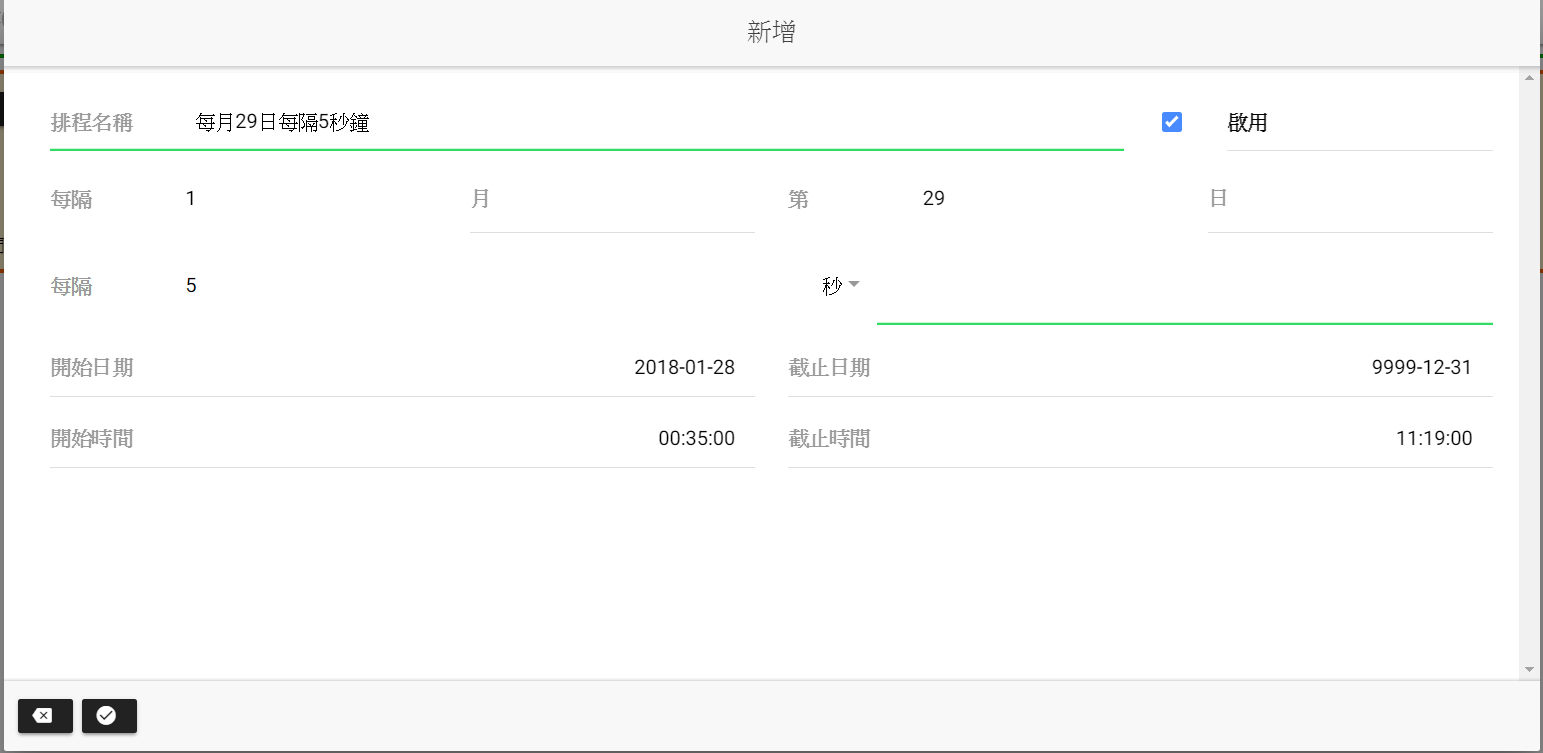 新增
排程名稱 每月29日每隔5秒鐘 啟用
每隔 1 月 第 29 日
每隔 5 秒
開始日期 2018-01-28 截止日期 9999-12-31
開始時間 00:35:00 截止時間 11:19:00